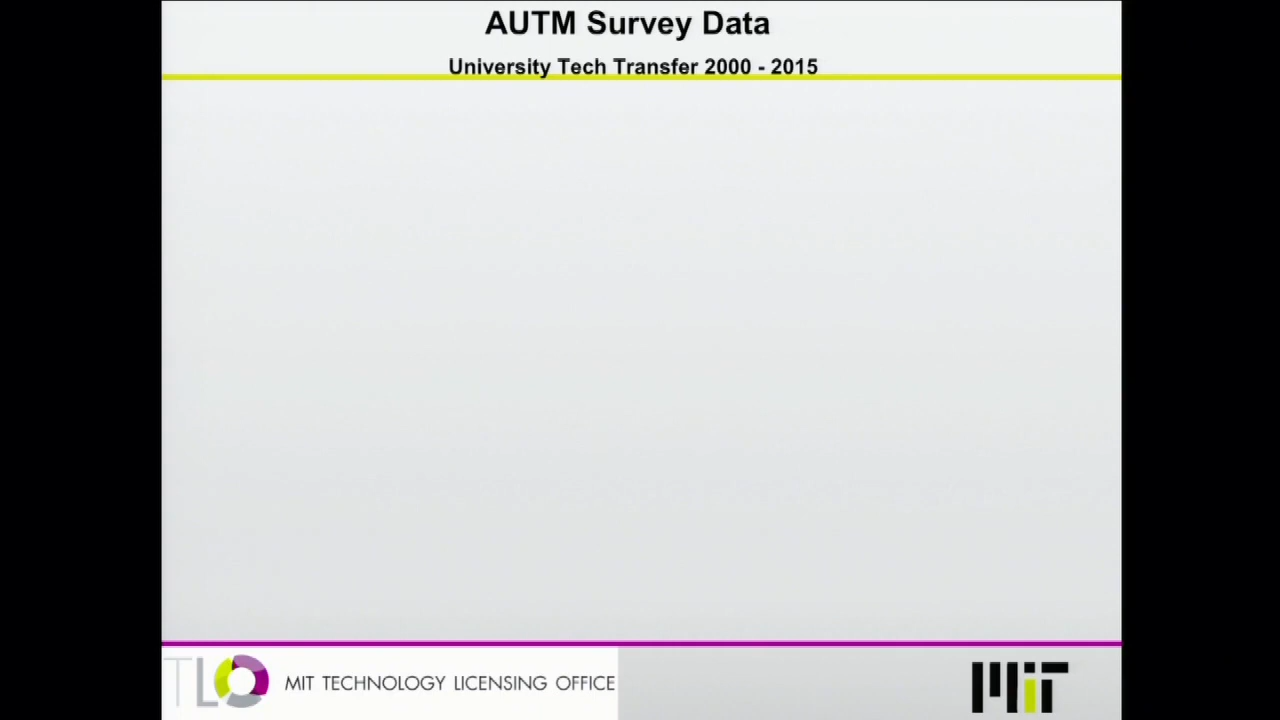 AUTM Survey Data
University Tech Transfer 2000 - 2015
TLO MIT TECHNOLOGY LICENSING OFFICE
MIT